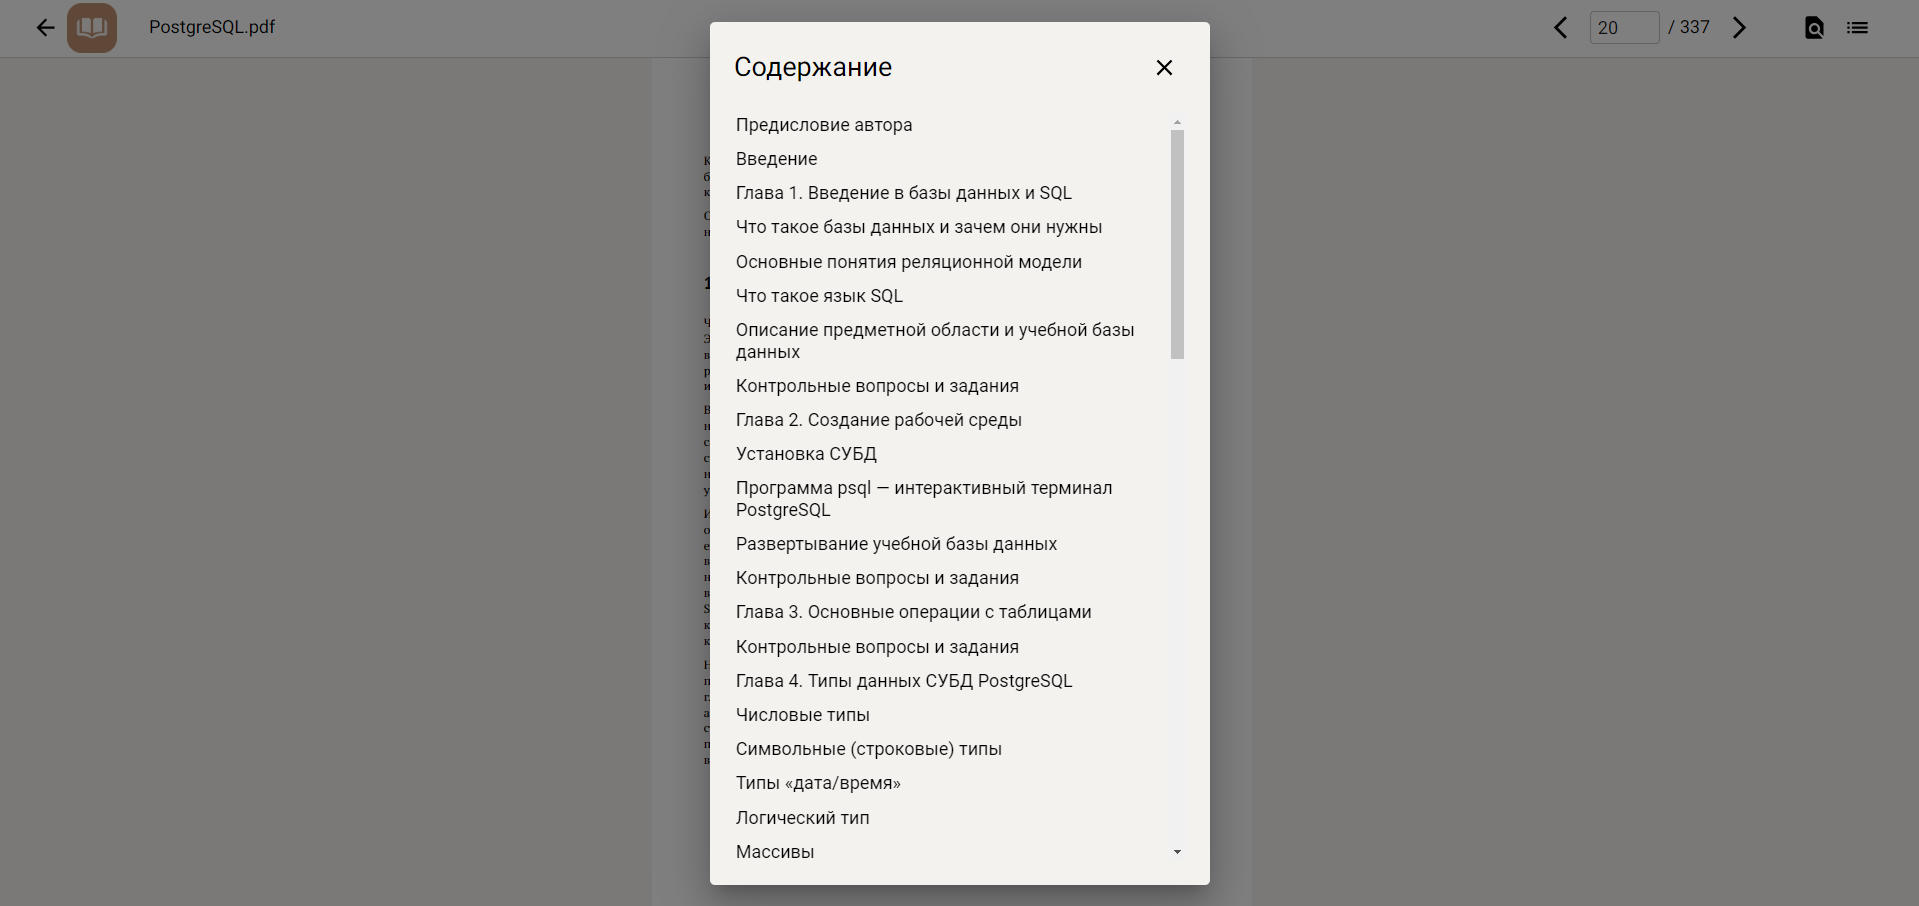 PostgreSQL.pdf
20 / 337
Содержание
Предисловие автора
Введение
Глава 1. Введение в базы данных и SQL
Что такое базы данных и зачем они нужны
Основные понятия реляционной модели
Что такое язык SQL
Описание предметной области и учебной базы
данных
Контрольные вопросы и задания
Глава 2. Создание рабочей среды
Установка СУБД
Программа psql — интерактивный терминал
PostgreSQL
Развертывание учебной базы данных
Контрольные вопросы и задания
Глава 3. Основные операции с таблицами
Контрольные вопросы и задания
Глава 4. Типы данных СУБД PostgreSQL
Числовые типы
Символьные (строковые) типы
Типы «дата/время»
Логический тип
Массивы